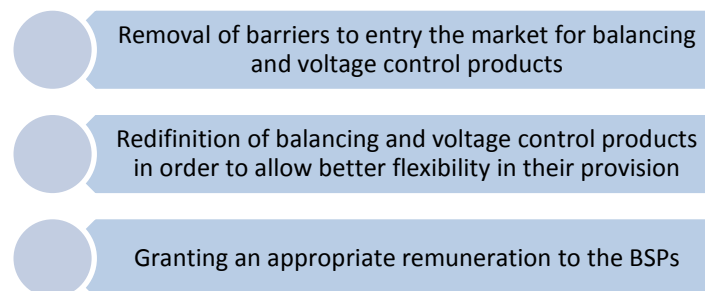 Removal of barriers to entry the market for balancing
and voltage control products
Redifinition of balancing and voltage control products
in order to allow better flexibility in their provision
Granting an appropriate remuneration to the BSPs